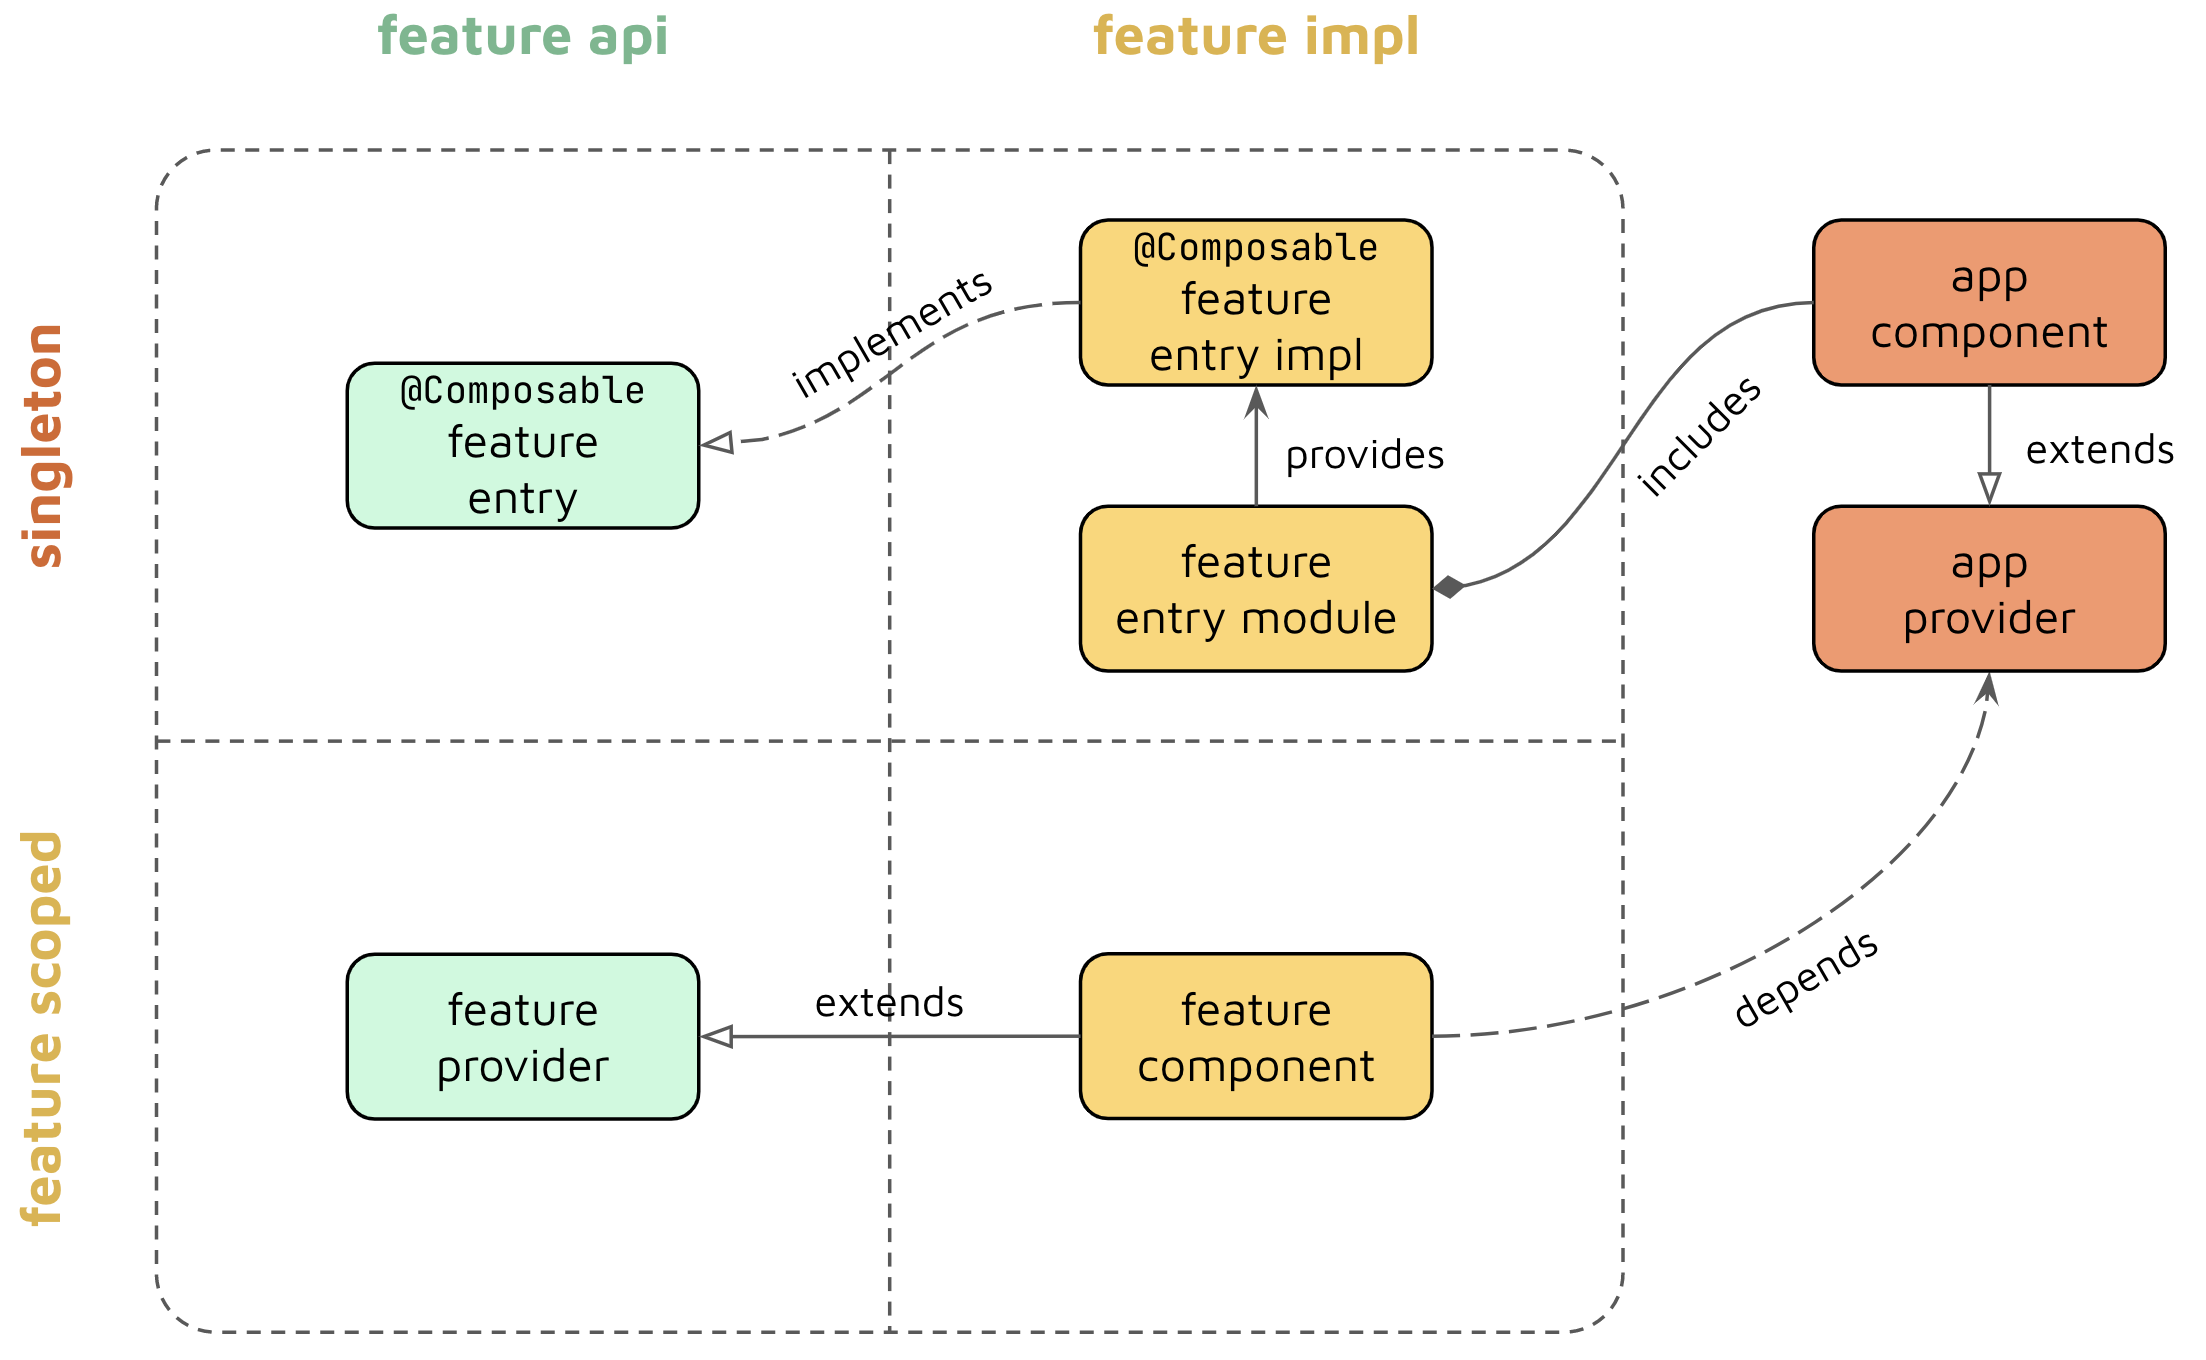 feature api
feature impl
singleton
feature scoped
@Composable
feature
entry
implements
@Composable
feature
entry impl
provides
feature
entry module
includes
app
component
extends
app
provider
feature
provider
extends
feature
component
depends